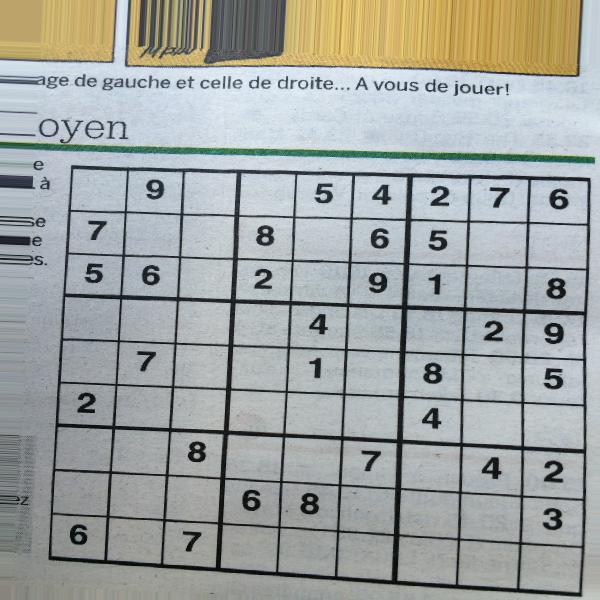 age de gauche et celle de droite... A vous de jouer!
oyen
e
à
se
e
es.
ez
9 5 4 2 7 6
7 8 6 5
5 6 2 9 1 8
4 2 9
7 1 8 5
2 4
8 7 4 2
6 8 3
6 7